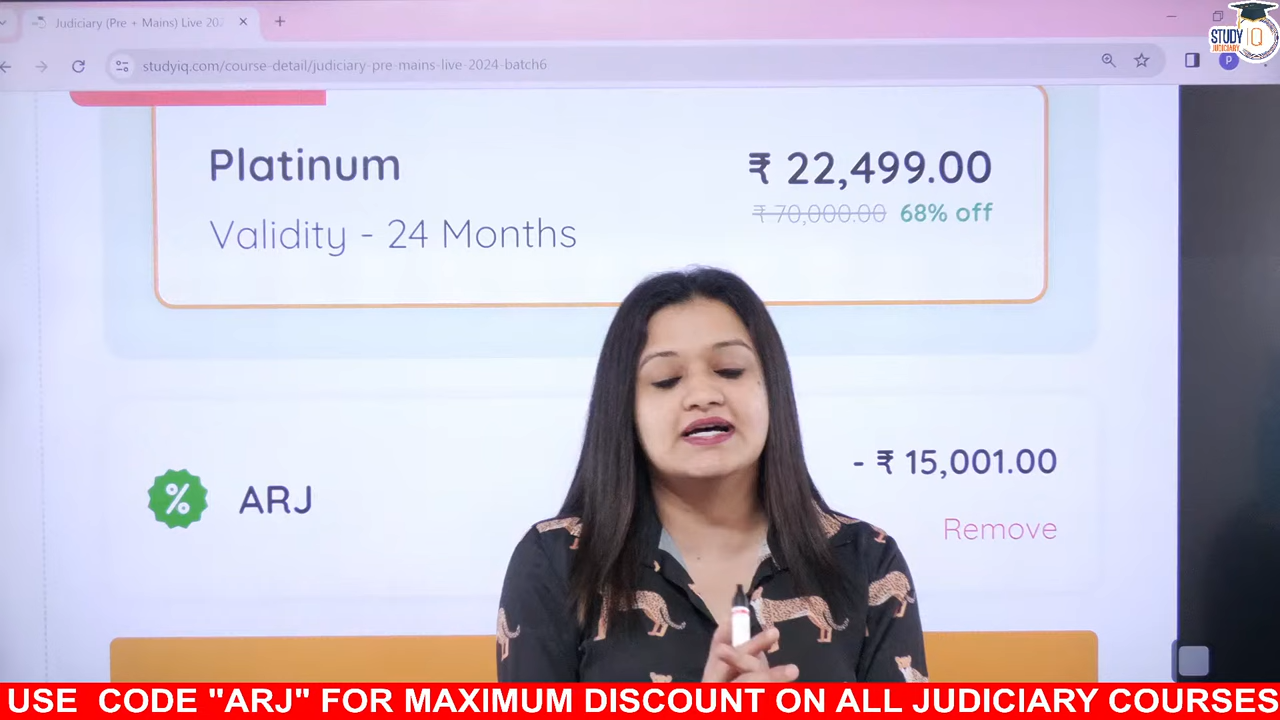 Judiciary (Pre + Mains) Live 202
studyiq.com/course-detail/judiciary-pre-mains-live-2024-batch6
P
STUDY IQ
JUDICIARY
Platinum
₹ 22,499.00
₹ 70,000.00 68% off
Validity - 24 Months
- ₹ 15,001.00
% ARJ
Remove
USE CODE "ARJ" FOR MAXIMUM DISCOUNT ON ALL JUDICIARY COURSES